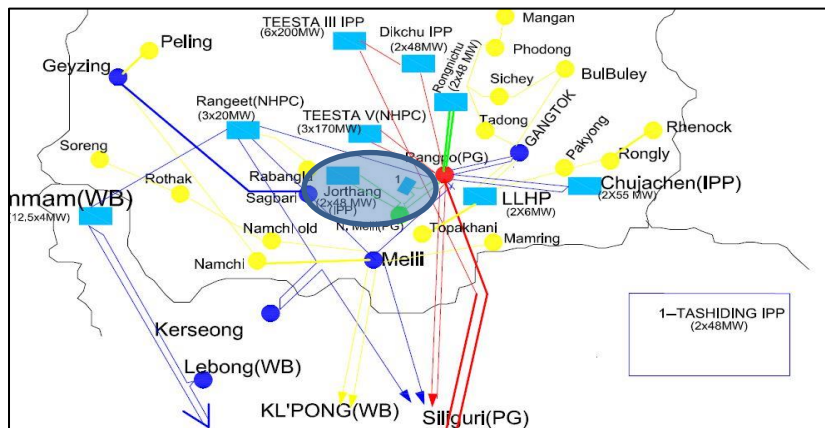 TEESTA III IPP
(6x200MW)
Dikchu IPP
(2x48MW)
Mangan
Phodong
Peling
Geyzing
Rongnichu
(2x48 MW)
Sichey
BulBuley
Rangeet(NHPC)
(3x20MW)
TEESTA V(NHPC)
(3x170MW)
Tadong
GANGTOK
Rhenock
Soreng
Rangpo(PG)
Pakyong
Rongly
Rabangla
1
Rothak
Sagbari
Jorthang
(2x48 MW)
(IPP)
LLHP
(2X6MW)
Chujachen(IPP)
(2X55 MW)
nmam(WB)
(12.5x4MW)
N. Melli(PG)
Topakhani
Namchi old
Mamring
Namchi
Melli
1–TASHIDING IPP
(2x48MW)
Kerseong
Lebong(WB)
KL'PONG(WB)
Siliguri(PG)